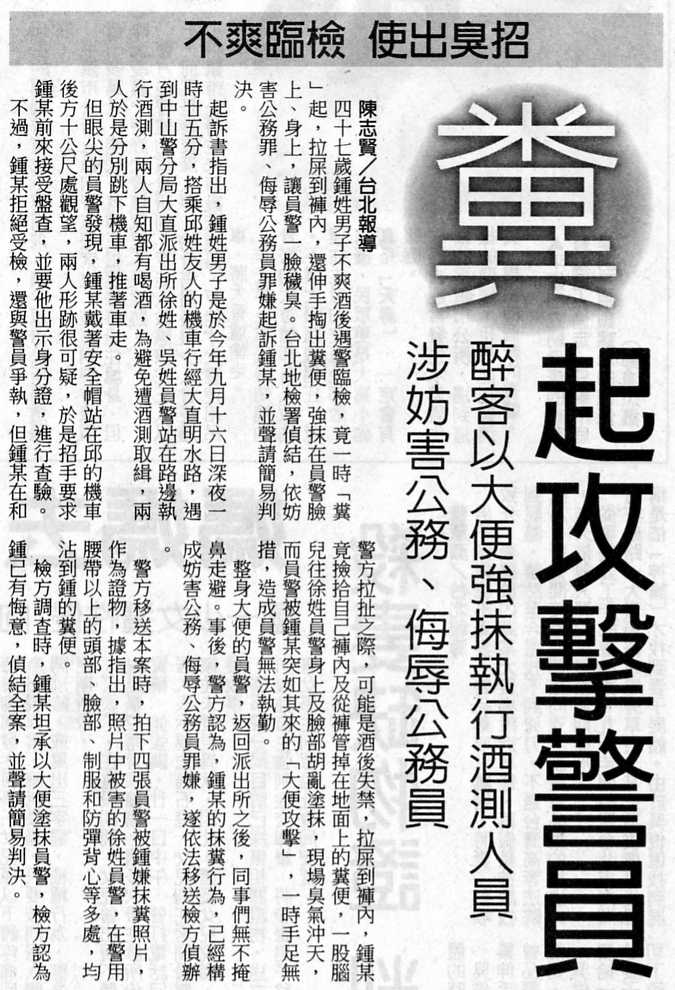 不爽臨檢 使出臭招
糞
起攻擊警員
醉客以大便強抹執行酒測人員
涉妨害公務、侮辱公務員
陳志賢╱台北報導
四十七歲鍾姓男子不爽酒後遇警臨檢，竟一時「糞
」起，拉屎到褲內，還伸手掏出糞便，強抹在員警臉
上、身上，讓員警一臉穢臭。台北地檢署偵結，依妨
害公務罪、侮辱公務員罪嫌起訴鍾某，並聲請簡易判
決。
起訴書指出，鍾姓男子是於今年九月十六日深夜一
時廿五分，搭乘邱姓友人的機車行經大直明水路，遇
到中山警分局大直派出所徐姓、吳姓員警站在路邊執
行酒測，兩人自知都有喝酒，為避免遭酒測取締，兩
人於是分別跳下機車，推著車走。
但眼尖的員警發現，鍾某戴著安全帽站在邱的機車
後方十公尺處觀望，兩人形跡很可疑，於是招手要求
鍾某前來接受盤查，並要他出示身分證，進行查驗。
不過，鍾某拒絕受檢，還與警員爭執，但鍾某在和
警方拉扯之際，可能是酒後失禁，拉屎到褲內，鍾某
竟撿拾自己褲內及從褲管掉在地面上的糞便，一股腦
兒往徐姓員警身上及臉部胡亂塗抹，現場臭氣沖天，
而員警被鍾某突如其來的「大便攻擊」，一時手足無
措，造成員警無法執勤。
整身大便的員警，返回派出所之後，同事們無不掩
鼻走避。事後，警方認為，鍾某的抹糞行為，已經構
成妨害公務、侮辱公務員罪嫌，遂依法移送檢方偵辦
。
警方移送本案時，拍下四張員警被鍾嫌抹糞照片，
作為證物，據指出，照片中被害的徐姓員警，在警用
腰帶以上的頭部、臉部、制服和防彈背心等多處，均
沾到鍾的糞便。
檢方調查時，鍾某坦承以大便塗抹員警，檢方認為
鍾已有悔意，偵結全案，並聲請簡易判決。